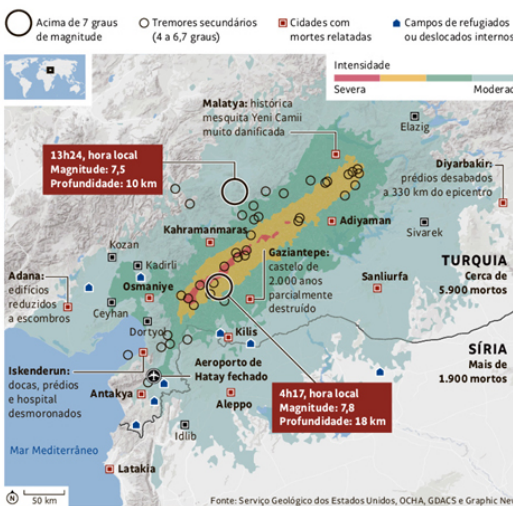 Acima de 7 graus
de magnitude
Tremores secundários
(4 a 6,7 graus)
Cidades com
mortes relatadas
Campos de refugiados
ou deslocados internos
Intensidade
Severa
Moderad
Malatya: histórica
mesquita Yeni Camii
muito danificada
Elazig
13h24, hora local
Magnitude: 7,5
Profundidade: 10 km
Diyarbakir:
prédios desabados
a 330 km do epicentro
Adiyaman
Sivarek
Kahramanmaras
Kozan
Kadirli
Gaziantepe:
castelo de
2.000 anos
parcialmente
destruído
TURQUIA
Cerca de
5.900 mortos
Adana:
edifícios
reduzidos
a escombros
Osmaniye
Sanliurfa
Ceyhan
Dortyol
Kilis
SÍRIA
Mais de
1.900 mortos
Iskenderun:
docas, prédios
e hospital
desmoronados
Aeroporto de
Hatay fechado
4h17, hora local
Magnitude: 7,8
Profundidade: 18 km
Antakya
Aleppo
Idlib
Mar Mediterrâneo
Latakia
N
50 km
Fonte: Serviço Geológico dos Estados Unidos, OCHA, GDACS e Graphic New